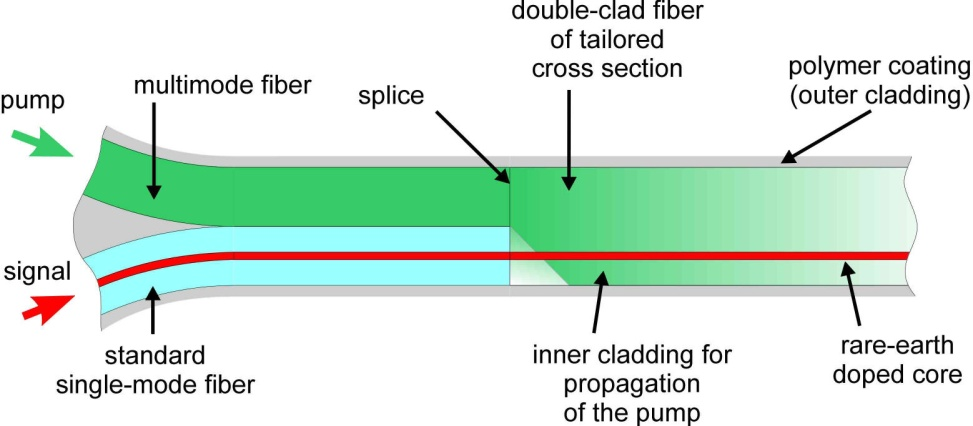 double-clad fiber
of tailored
cross section
polymer coating
(outer cladding)
multimode fiber
splice
pump
signal
standard
single-mode fiber
inner cladding for
propagation
of the pump
rare-earth
doped core